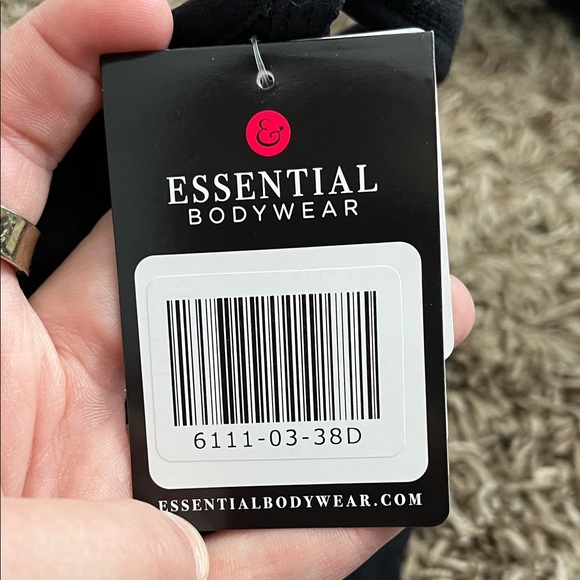 &
ESSENTIAL
BODYWEAR
6111-03-38D
ESSENTIALBODYWEAR.COM